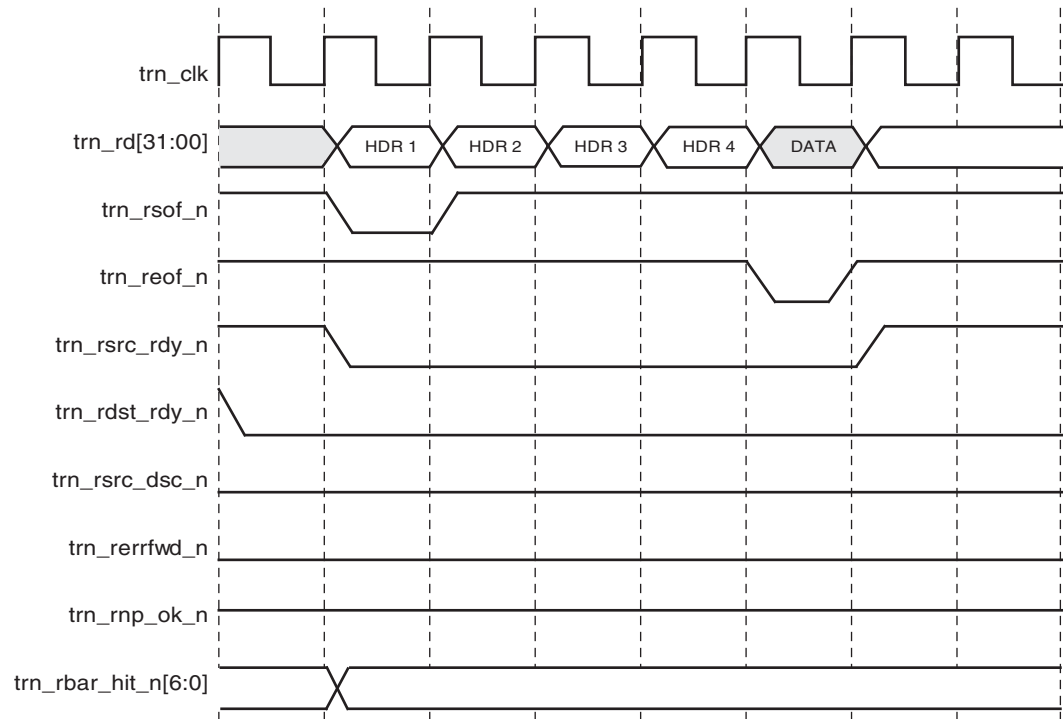 trn_clk
trn_rd[31:00]
HDR 1
HDR 2
HDR 3
HDR 4
DATA
trn_rsof_n
trn_reof_n
trn_rsrc_rdy_n
trn_rdst_rdy_n
trn_rsrc_dsc_n
trn_rerrfwd_n
trn_rnp_ok_n
trn_rbar_hit_n[6:0]